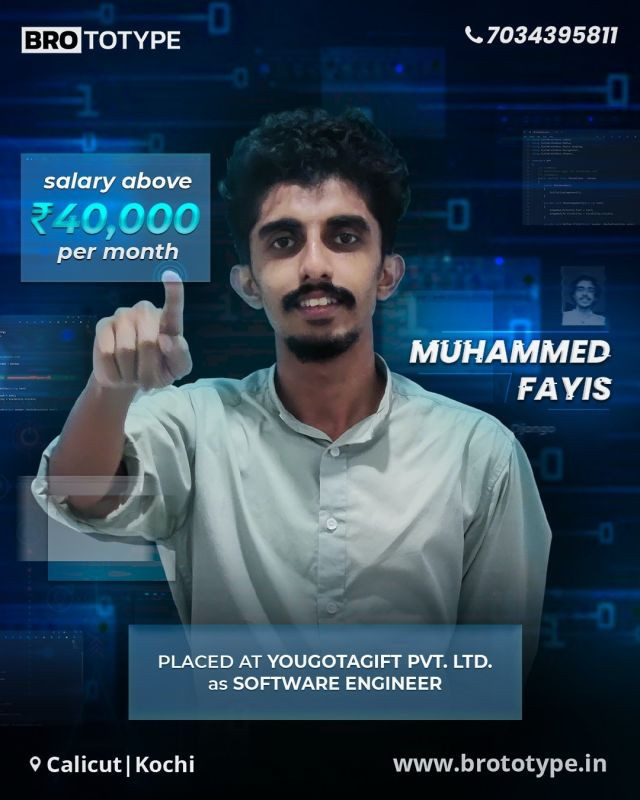 BROTOTYPE
7034395811
salary above
₹40,000
per month
MUHAMMED
FAYIS
Django
PLACED AT YOUGOTAGIFT PVT. LTD.
as SOFTWARE ENGINEER
Calicut|Kochi
www.brototype.in